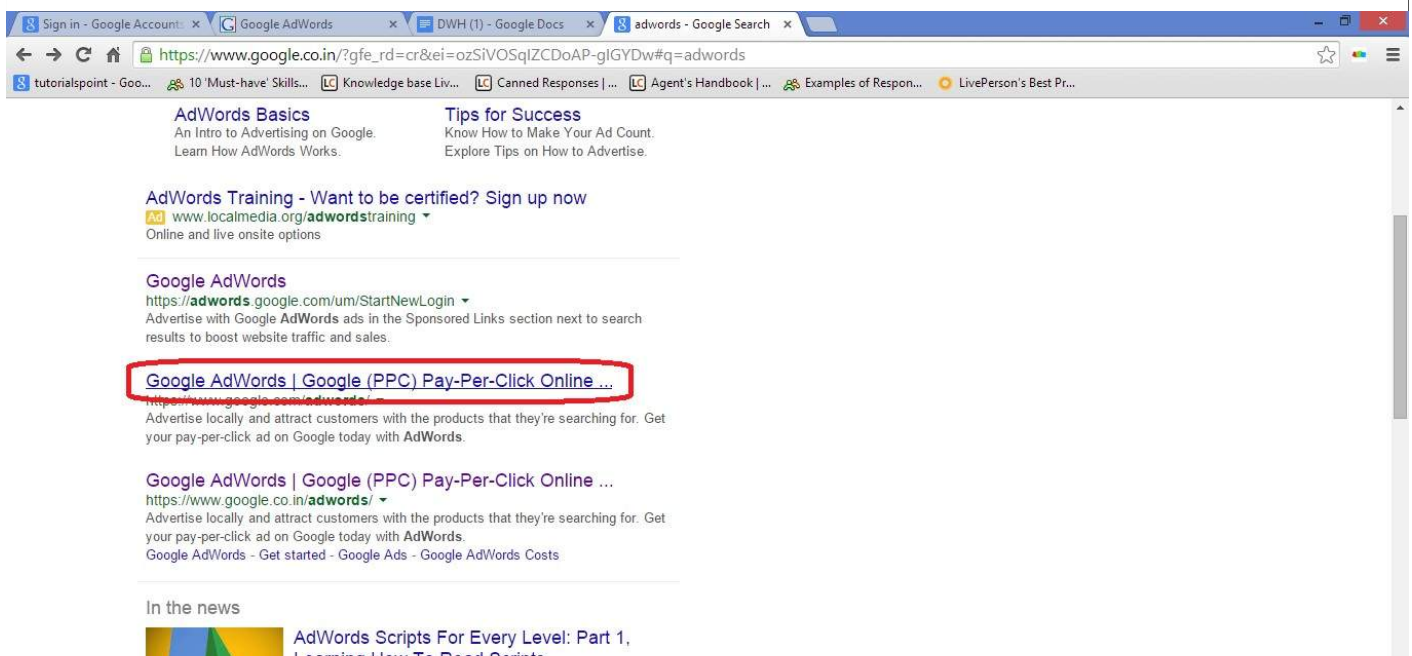 Sign in - Google Accounts
Google AdWords
DWH (1) - Google Docs
adwords - Google Search
https://www.google.co.in/?gfe_rd=cr&ei=ozSiVOSqIZCDoAP-gIGYDw#q=adwords
tutorialspoint - Goo...
10 'Must-have' Skills...
Knowledge base Liv...
Canned Responses | ...
Agent's Handbook | ...
Examples of Respon...
LivePerson's Best Pr...
AdWords Basics
An Intro to Advertising on Google.
Learn How AdWords Works.
Tips for Success
Know How to Make Your Ad Count.
Explore Tips on How to Advertise.
AdWords Training - Want to be certified? Sign up now
Ad www.localmedia.org/adwordstraining
Online and live onsite options
Google AdWords
https://adwords.google.com/um/StartNewLogin
Advertise with Google AdWords ads in the Sponsored Links section next to search
results to boost website traffic and sales.
Google AdWords | Google (PPC) Pay-Per-Click Online ...
https://www.google.com/adwords/
Advertise locally and attract customers with the products that they're searching for. Get
your pay-per-click ad on Google today with AdWords.
Google AdWords | Google (PPC) Pay-Per-Click Online ...
https://www.google.co.in/adwords/
Advertise locally and attract customers with the products that they're searching for. Get
your pay-per-click ad on Google today with AdWords.
Google AdWords - Get started - Google Ads - Google AdWords Costs
In the news
AdWords Scripts For Every Level: Part 1,
Learning How To Read Scripts